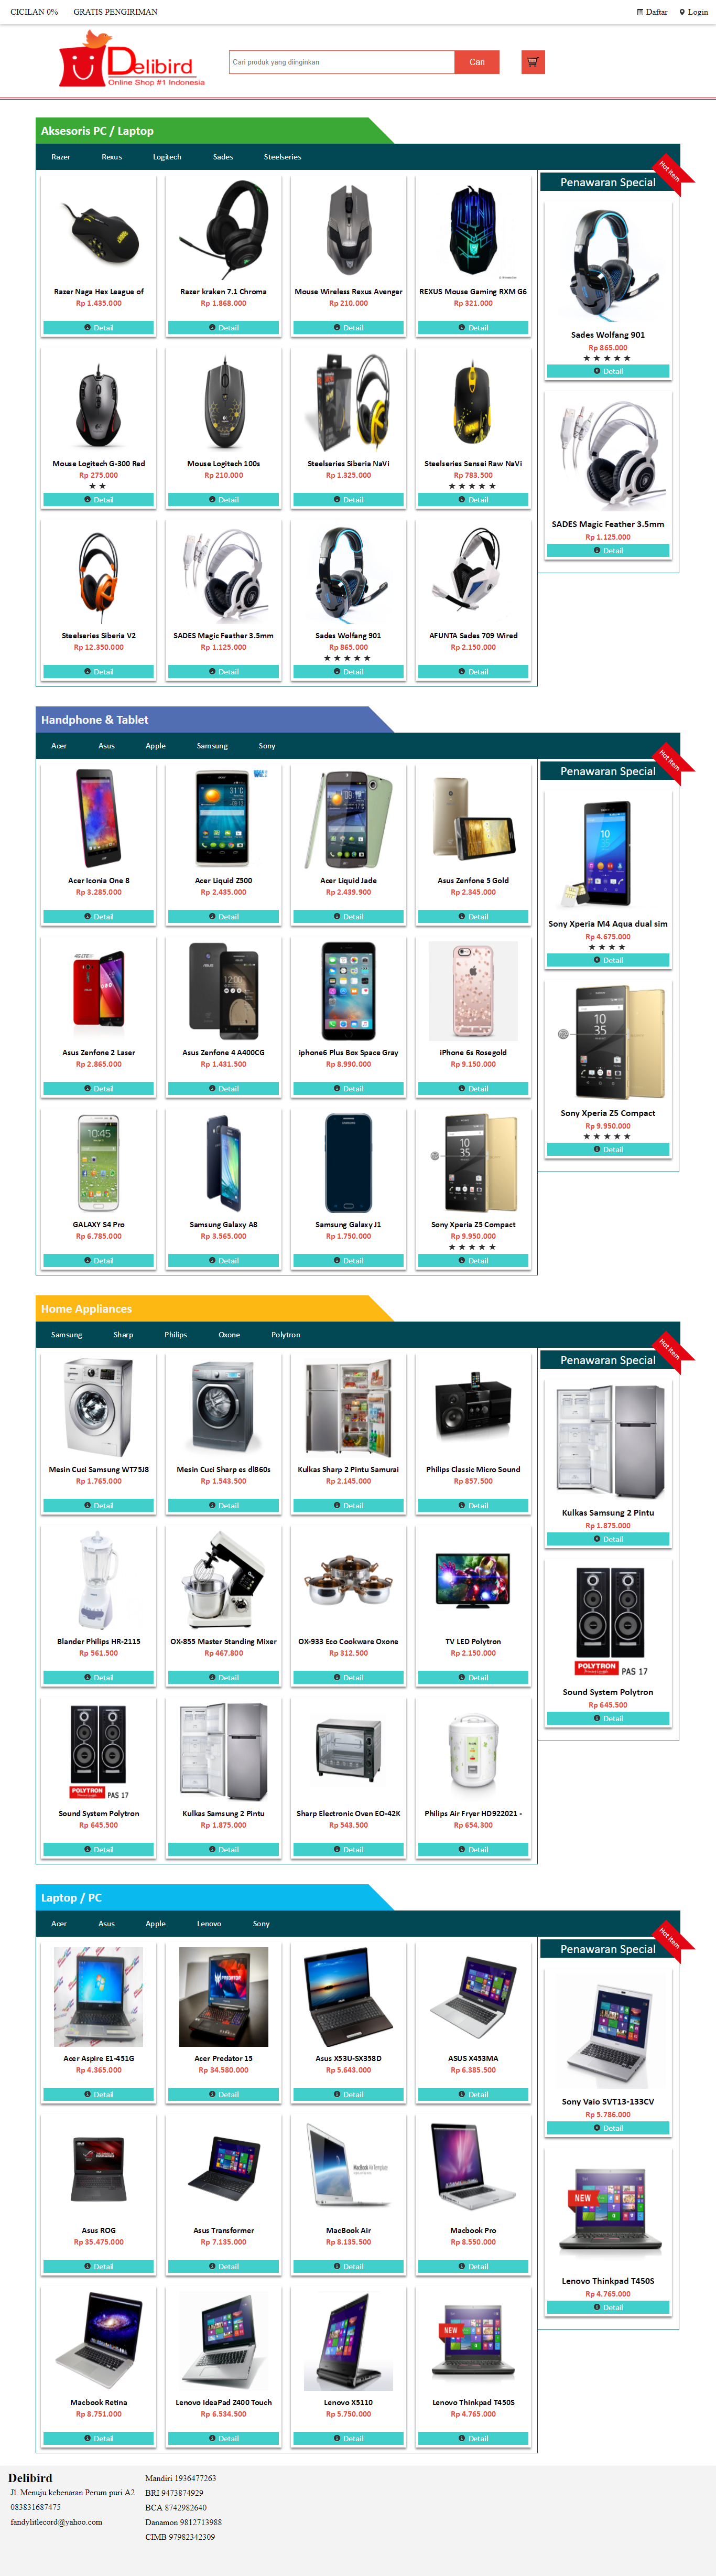 CICILAN 0% GRATIS PENGIRIMAN Daftar Login
Delibird
Online Shop #1 Indonesia
Cari produk yang diinginkan Cari
Aksesoris PC / Laptop
Razer Rexus Logitech Sades Steelseries
Hot Item
Penawaran Special
Razer Naga Hex League of
Rp 1.435.000
Detail
Razer kraken 7.1 Chroma
Rp 1.868.000
Detail
Mouse Wireless Rexus Avenger
Rp 210.000
Detail
REXUS Mouse Gaming RXM G6
Rp 321.000
Detail
Sades Wolfang 901
Rp 865.000
★ ★ ★ ★ ★
Detail
Mouse Logitech G-300 Red
Rp 275.000
★ ★
Detail
Mouse Logitech 100s
Rp 210.000
Detail
Steelseries Siberia NaVi
Rp 1.325.000
Detail
Steelseries Sensei Raw NaVi
Rp 783.500
★ ★ ★ ★ ★
Detail
SADES Magic Feather 3.5mm
Rp 1.125.000
Detail
Steelseries Siberia V2
Rp 12.350.000
Detail
SADES Magic Feather 3.5mm
Rp 1.125.000
Detail
Sades Wolfang 901
Rp 865.000
★ ★ ★ ★ ★
Detail
AFUNTA Sades 709 Wired
Rp 2.150.000
Detail
Handphone & Tablet
Acer Asus Apple Samsung Sony
Hot Item
Penawaran Special
Acer Iconia One 8
Rp 3.285.000
Detail
Acer Liquid Z500
Rp 2.435.000
Detail
Acer Liquid Jade
Rp 2.439.900
Detail
Asus Zenfone 5 Gold
Rp 2.345.000
Detail
Sony Xperia M4 Aqua dual sim
Rp 4.675.000
★ ★ ★ ★
Detail
Asus Zenfone 2 Laser
Rp 2.865.000
Detail
Asus Zenfone 4 A400CG
Rp 1.431.500
Detail
iphone6 Plus Box Space Gray
Rp 8.990.000
Detail
iPhone 6s Rosegold
Rp 9.150.000
Detail
Sony Xperia Z5 Compact
Rp 9.950.000
★ ★ ★ ★ ★
Detail
GALAXY S4 Pro
Rp 6.785.000
Detail
Samsung Galaxy A8
Rp 3.565.000
Detail
Samsung Galaxy J1
Rp 1.750.000
Detail
Sony Xperia Z5 Compact
Rp 9.950.000
★ ★ ★ ★ ★
Detail
Home Appliances
Samsung Sharp Philips Oxone Polytron
Hot Item
Penawaran Special
Mesin Cuci Samsung WT75J8
Rp 1.765.000
Detail
Mesin Cuci Sharp es dl860s
Rp 1.543.500
Detail
Kulkas Sharp 2 Pintu Samurai
Rp 2.145.000
Detail
Philips Classic Micro Sound
Rp 857.500
Detail
Kulkas Samsung 2 Pintu
Rp 1.875.000
Detail
Blander Philips HR-2115
Rp 561.500
Detail
OX-855 Master Standing Mixer
Rp 467.800
Detail
OX-933 Eco Cookware Oxone
Rp 312.500
Detail
TV LED Polytron
Rp 2.150.000
Detail
POLYTRON PAS 17
Sound System Polytron
Rp 645.500
Detail
POLYTRON PAS 17
Sound System Polytron
Rp 645.500
Detail
Kulkas Samsung 2 Pintu
Rp 1.875.000
Detail
Sharp Electronic Oven EO-42K
Rp 543.500
Detail
Philips Air Fryer HD922021 -
Rp 654.300
Detail
Laptop / PC
Acer Asus Apple Lenovo Sony
Hot Item
Penawaran Special
Acer Aspire E1-451G
Rp 4.365.000
Detail
PREDATOR
Acer Predator 15
Rp 34.580.000
Detail
Asus X53U-SX358D
Rp 5.643.000
Detail
ASUS X453MA
Rp 6.385.500
Detail
Sony Vaio SVT13-133CV
Rp 5.786.000
Detail
Asus ROG
Rp 35.475.000
Detail
Asus Transformer
Rp 7.135.000
Detail
MacBook Air Template
MacBook Air
Rp 8.135.500
Detail
Macbook Pro
Rp 8.550.000
Detail
NEW
Lenovo Thinkpad T450S
Rp 4.765.000
Detail
Macbook Retina
Rp 8.751.000
Detail
Lenovo IdeaPad Z400 Touch
Rp 6.534.500
Detail
Lenovo X5110
Rp 5.750.000
Detail
NEW
Lenovo Thinkpad T450S
Rp 4.765.000
Detail
Delibird
Jl. Menuju kebenaran Perum puri A2
083831687475
fandylitlecord@yahoo.com
Mandiri 1936477263
BRI 9473874929
BCA 8742982640
Danamon 9812713988
CIMB 97982342309